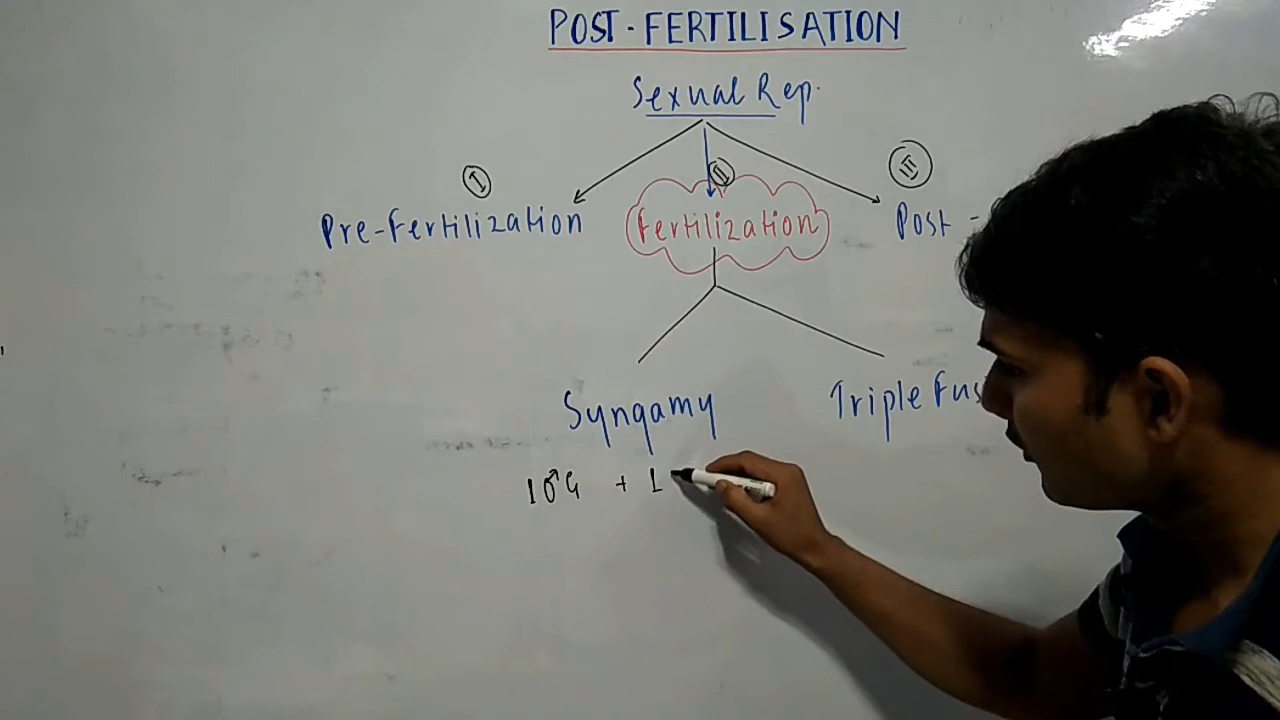 POST-FERTILISATION
Sexual Rep.
I
II
III
Pre-Fertilization
Fertilization
Post -
Syngamy
Triple Fus
1♂G + 1